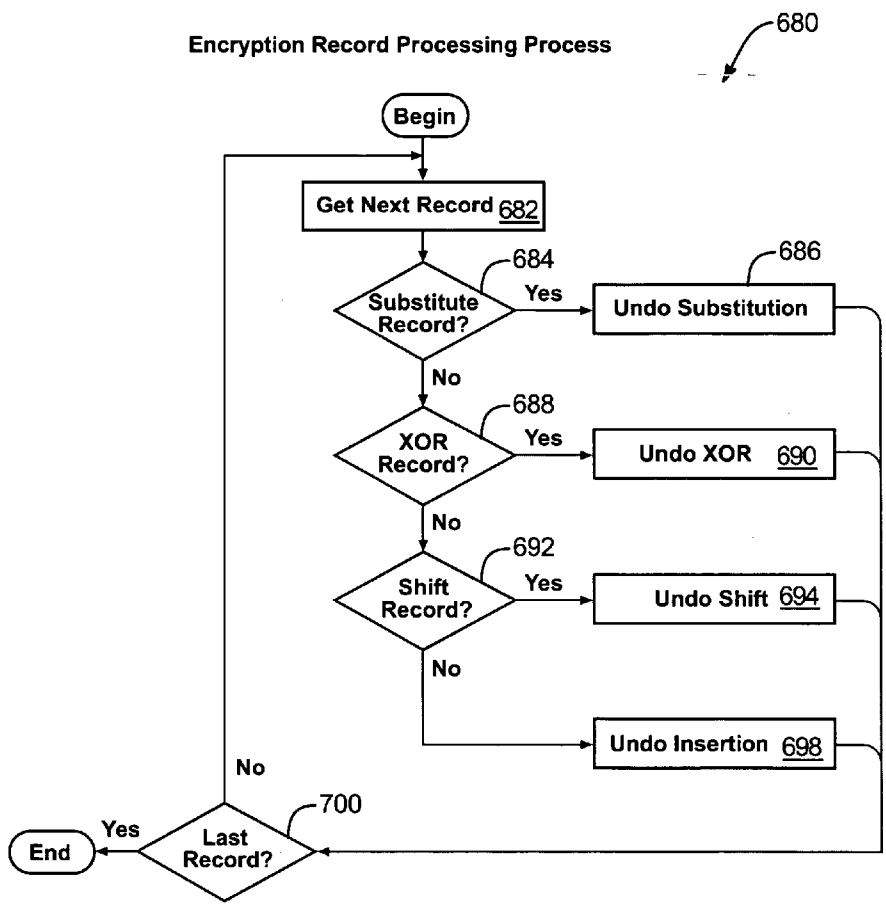 680
Encryption Record Processing Process
Begin
Get Next Record 682
684
686
Substitute
Record?
Yes
Undo Substitution
No
688
XOR
Record?
Yes
Undo XOR 690
No
692
Shift
Record?
Yes
Undo Shift 694
No
Undo Insertion 698
No
700
Last
Record?
Yes
End